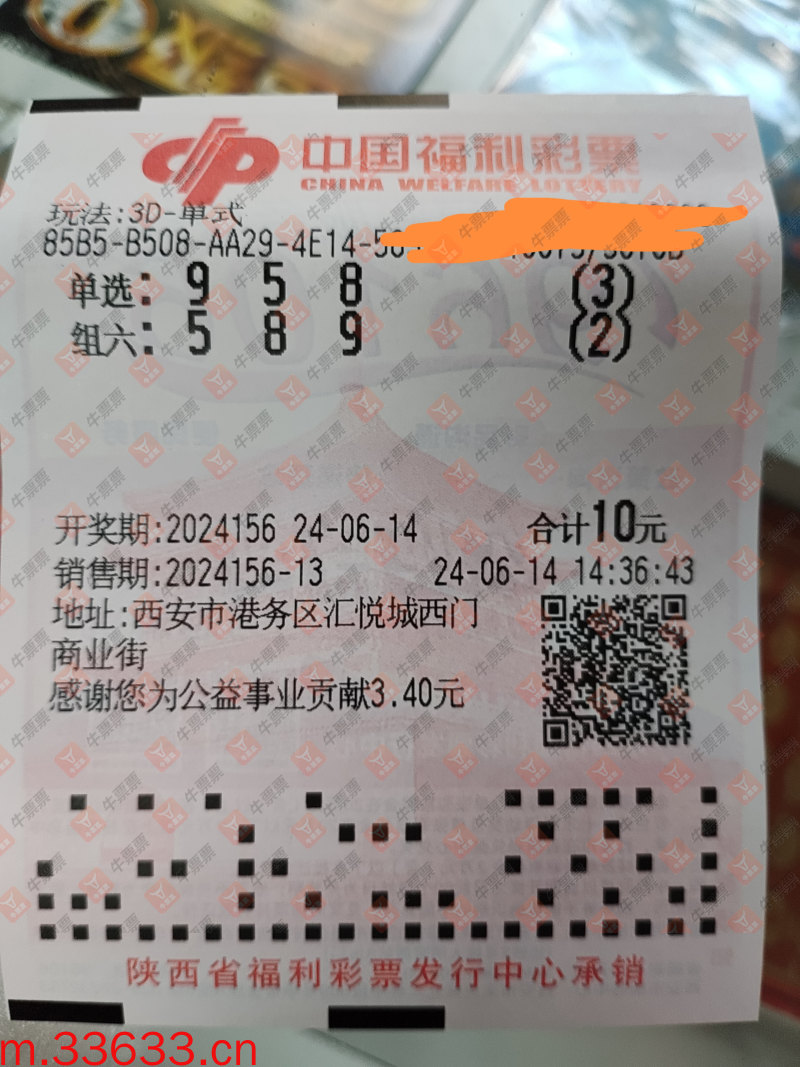 中国福利彩票
CHINA WELFARE LOTTERY
玩法:3D-单式
85B5-B508-AA29-4E14-
单选: 9 5 8 (3)
组六: 5 8 9 (2)
开奖期:2024156 24-06-14 合计10元
销售期:2024156-13 24-06-14 14:36:43
地址:西安市港务区汇悦城西门
商业街
感谢您为公益事业贡献3.40元
陕西省福利彩票发行中心承销
m.33633.cn
牛票票